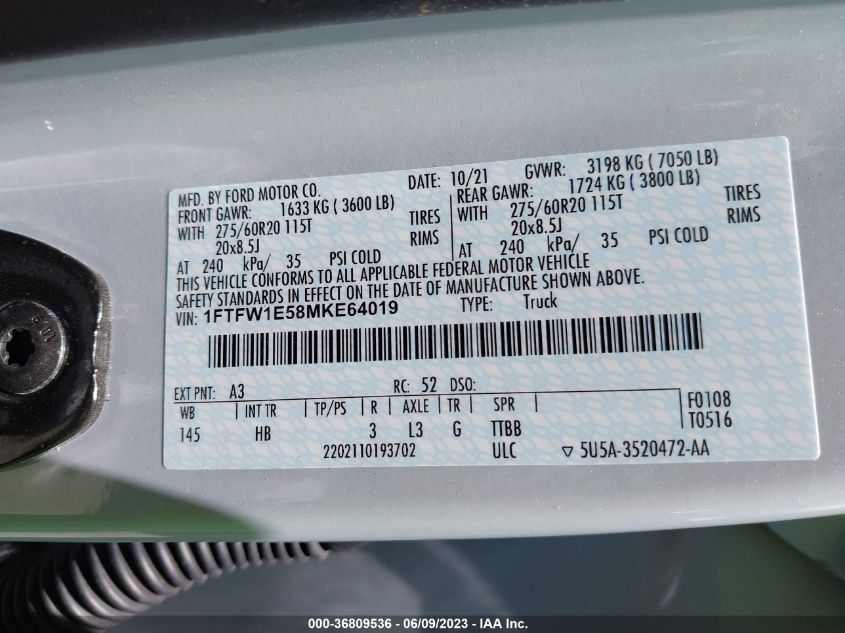 MFD. BY FORD MOTOR CO. DATE: 10/21 GVWR: 3198 KG ( 7050 LB)
FRONT GAWR: 1633 KG ( 3600 LB) REAR GAWR: 1724 KG ( 3800 LB)
WITH 275/60R20 115T TIRES WITH 275/60R20 115T TIRES
20x8.5J RIMS 20x8.5J RIMS
AT 240 kPa/ 35 PSI COLD AT 240 kPa/ 35 PSI COLD
THIS VEHICLE CONFORMS TO ALL APPLICABLE FEDERAL MOTOR VEHICLE
SAFETY STANDARDS IN EFFECT ON THE DATE OF MANUFACTURE SHOWN ABOVE.
VIN: 1FTFW1E58MKE64019 TYPE: Truck
EXT PNT: A3 RC: 52 DSO:
WB INT TR TP/PS R AXLE TR SPR F0108
145 HB 3 L3 G TTBB T0516
2202110193702 ULC 5U5A-3520472-AA
10.9
000-36809536 - 06/09/2023 - IAA Inc.